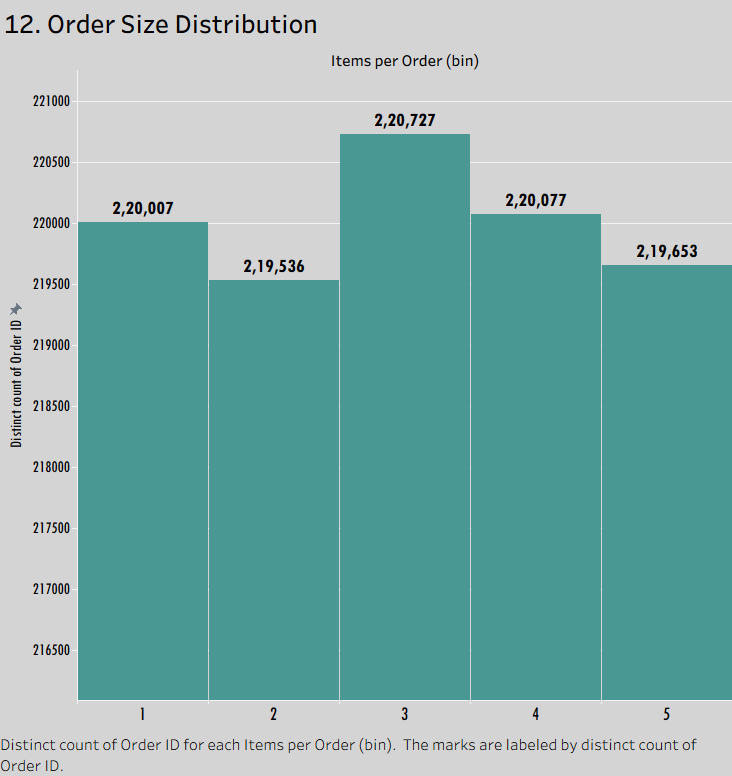 12. Order Size Distribution
Items per Order (bin)
221000
220500
220000
219500
219000
218500
218000
217500
217000
216500
Distinct count of Order ID
2,20,007
2,19,536
2,20,727
2,20,077
2,19,653
1 2 3 4 5
Distinct count of Order ID for each Items per Order (bin).  The marks are labeled by distinct count of
Order ID.